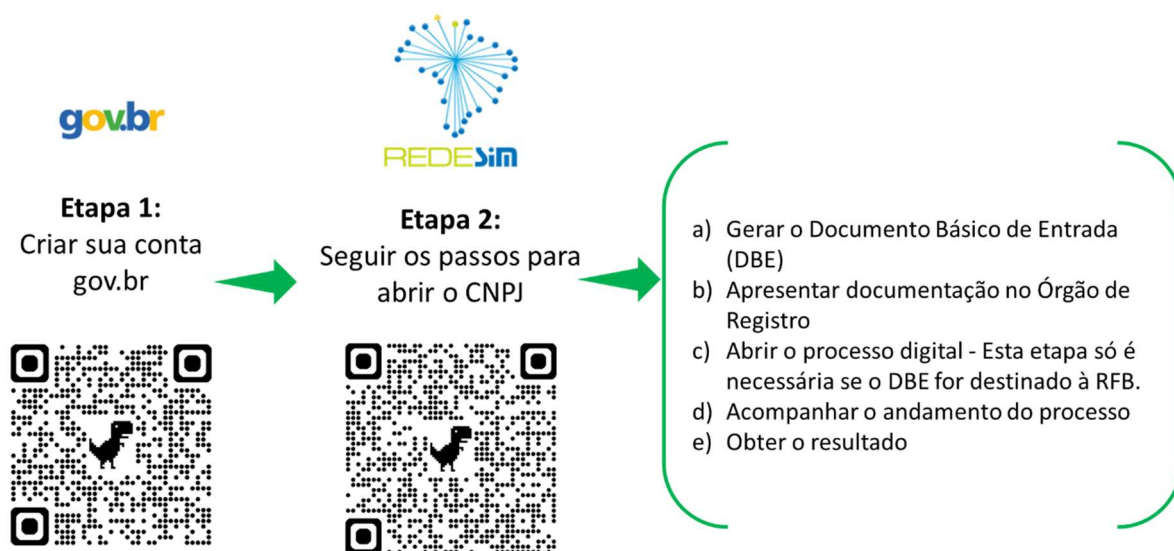 gov.br
REDESIM
Etapa 1:
Criar sua conta
gov.br
Etapa 2:
Seguir os passos para
abrir o CNPJ
a) Gerar o Documento Básico de Entrada
(DBE)
b) Apresentar documentação no Órgão de
Registro
c) Abrir o processo digital - Esta etapa só é
necessária se o DBE for destinado à RFB.
d) Acompanhar o andamento do processo
e) Obter o resultado